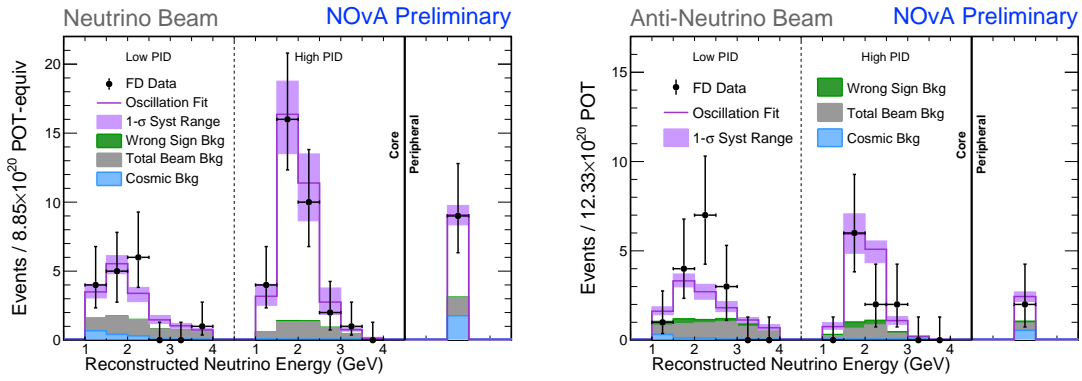 Neutrino Beam
NOvA Preliminary
Events / 8.85×10²⁰ POT-equiv
20
15
10
5
0
Low PID
High PID
FD Data
Oscillation Fit
1-σ Syst Range
Wrong Sign Bkg
Total Beam Bkg
Cosmic Bkg
Core
Peripheral
1 2 3 4 1 2 3 4
Reconstructed Neutrino Energy (GeV)
Anti-Neutrino Beam
NOvA Preliminary
Events / 12.33×10²⁰ POT
15
10
5
0
Low PID
High PID
FD Data
Oscillation Fit
1-σ Syst Range
Wrong Sign Bkg
Total Beam Bkg
Cosmic Bkg
Core
Peripheral
1 2 3 4 1 2 3 4
Reconstructed Neutrino Energy (GeV)